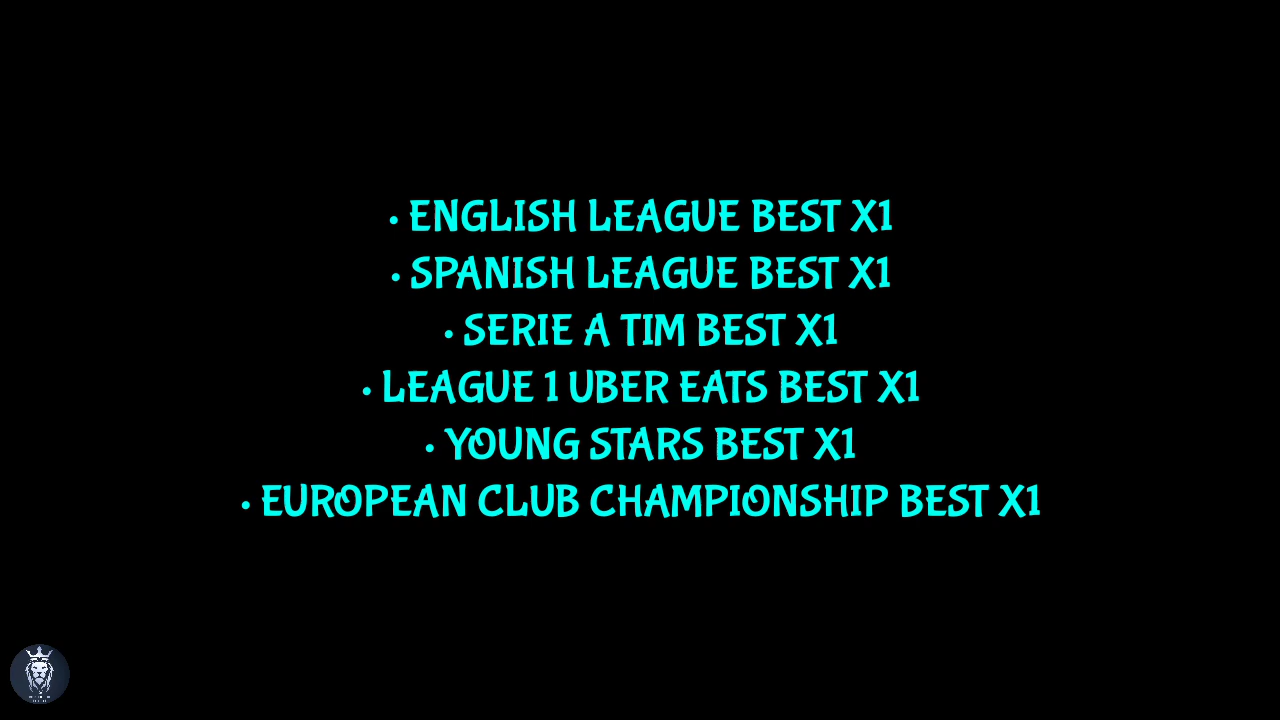 • ENGLISH LEAGUE BEST X1
• SPANISH LEAGUE BEST X1
• SERIE A TIM BEST X1
• LEAGUE 1 UBER EATS BEST X1
• YOUNG STARS BEST X1
• EUROPEAN CLUB CHAMPIONSHIP BEST X1